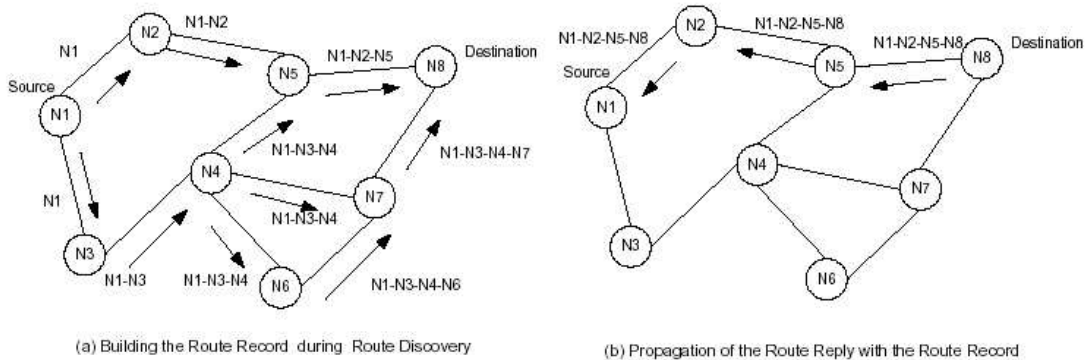 N1-N2
N2
N1
N1-N2-N5
Destination
N5
N8
Source
N1
N1-N3-N4
N1-N3-N4-N7
N4
N7
N1
N1-N3-N4
N3
N1-N3
N1-N3-N4
N6
N1-N3-N4-N6
(a) Building the Route Record during Route Discovery
N2
N1-N2-N5-N8
N1-N2-N5-N8
N1-N2-N5-N8
Destination
N5
N8
Source
N1
N4
N7
N3
N6
(b) Propagation of the Route Reply with the Route Record